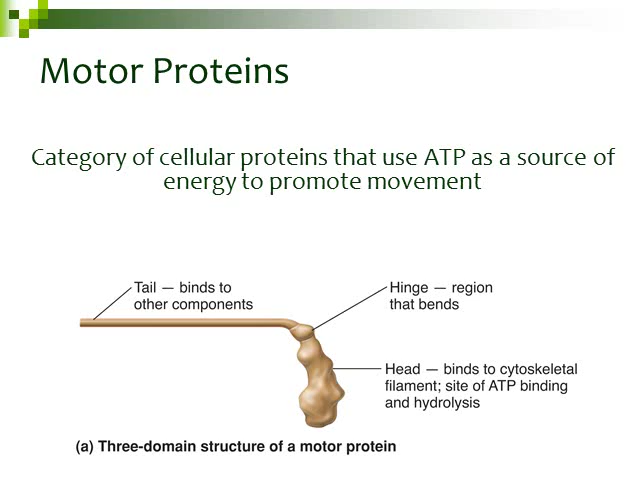 Motor Proteins
Category of cellular proteins that use ATP as a source of
energy to promote movement
Tail — binds to
other components
Hinge — region
that bends
Head — binds to cytoskeletal
filament; site of ATP binding
and hydrolysis
(a) Three-domain structure of a motor protein